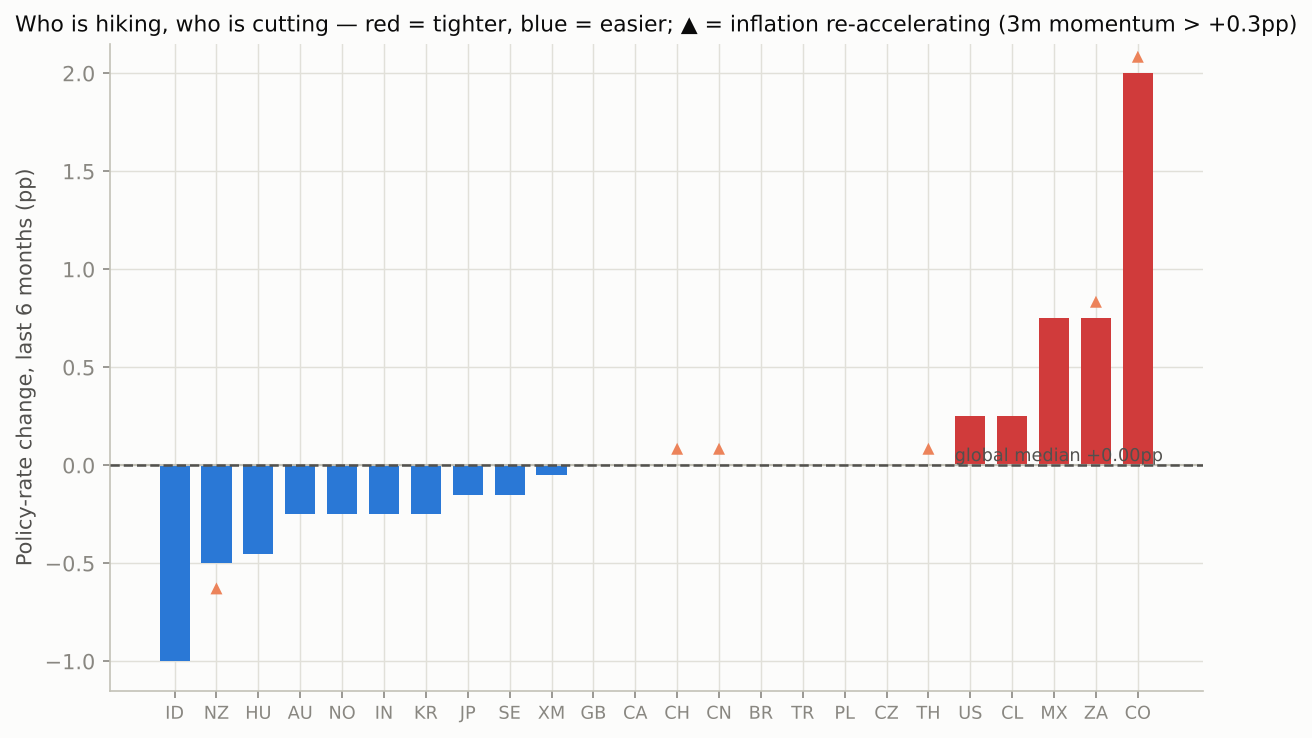 Who is hiking, who is cutting — red = tighter, blue = easier; ▲ = inflation re-accelerating (3m momentum > +0.3pp)
Policy-rate change, last 6 months (pp)
2.0
1.5
1.0
0.5
0.0
−0.5
−1.0
global median +0.00pp
ID NZ HU AU NO IN KR JP SE XM GB CA CH CN BR TR PL CZ TH US CL MX ZA CO